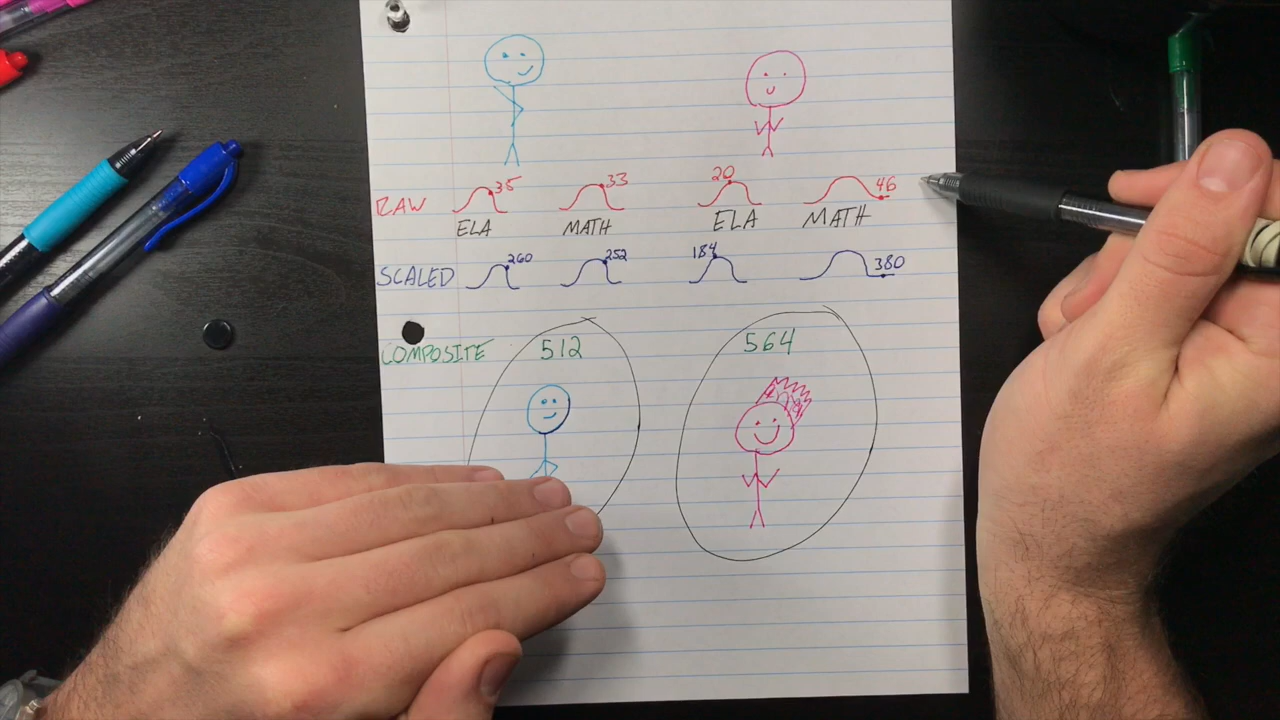 RAW 35 33 20 46
ELA MATH ELA MATH
SCALED 260 252 184 380
COMPOSITE 512 564